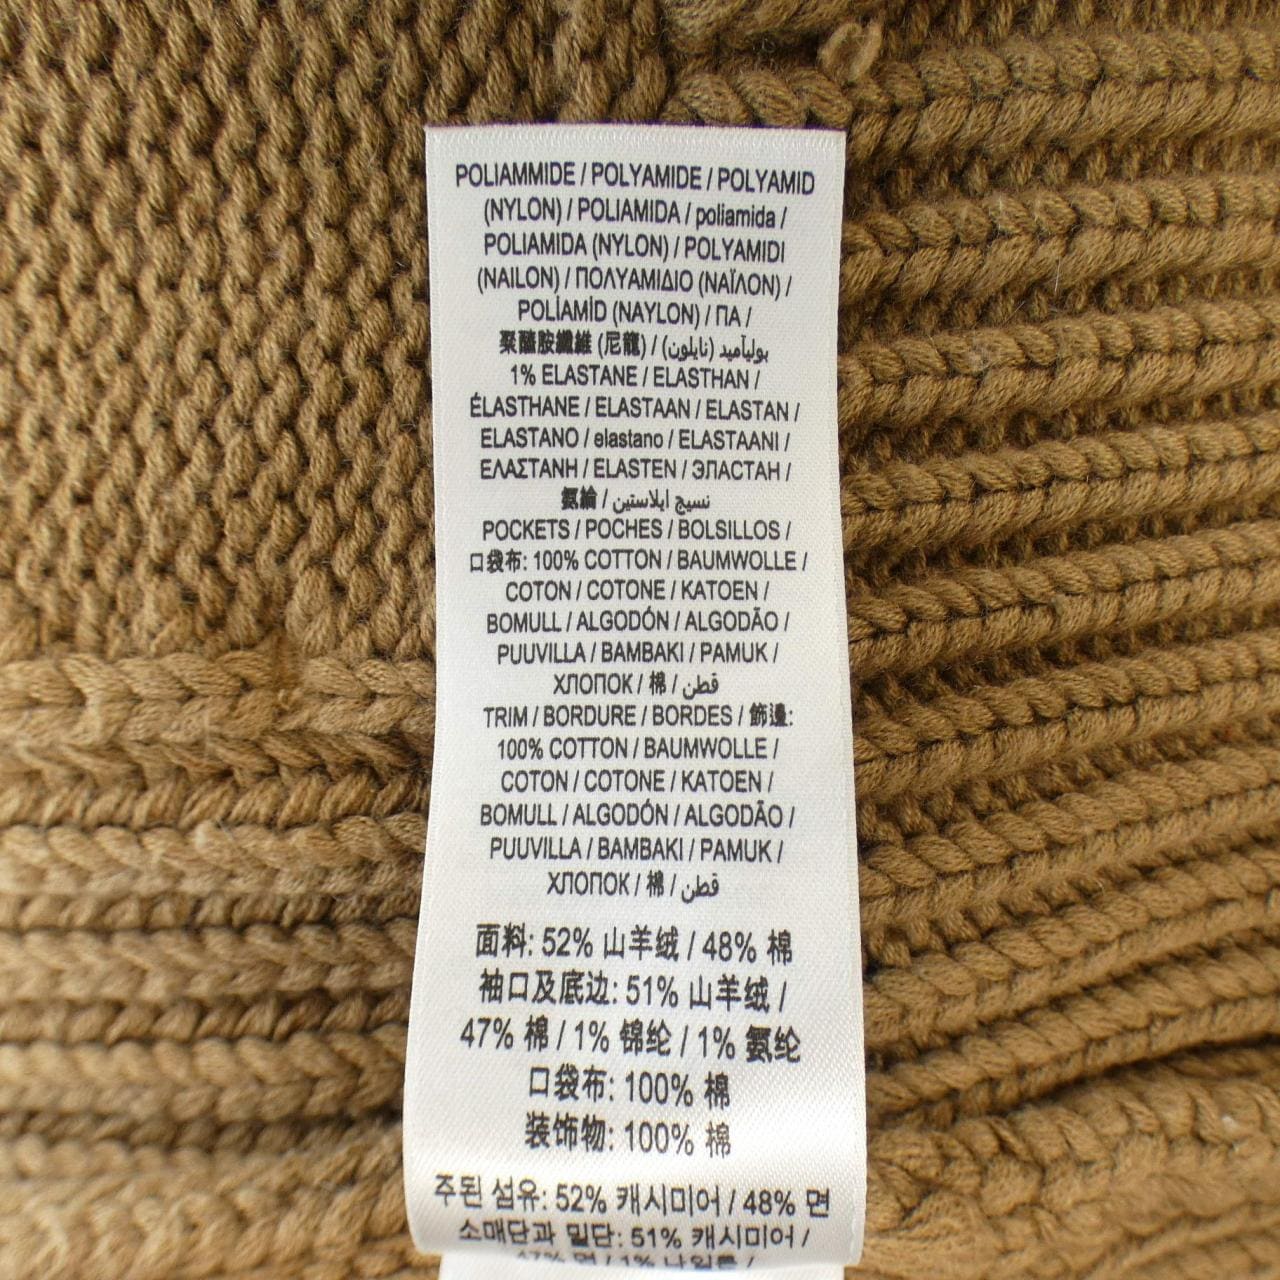 POLIAMMIDE / POLYAMIDE / POLYAMID
(NYLON) / POLIAMIDA / poliamida /
POLIAMIDA (NYLON) / POLYAMIDI
(NAILON) / ΠΟΛΥΑΜΙΔΙΟ (ΝΑΪΛΟΝ) /
POLİAMİD (NAYLON) / ПА /
聚醯胺纖維 (尼龍) / بوليآميد (نايلون)
1% ELASTANE / ELASTHAN /
ÉLASTHANE / ELASTAAN / ELASTAN /
ELASTANO / elastano / ELASTAANI /
ΕΛΑΣΤΑΝΗ / ELASTEN / ЭЛАСТАН /
氨綸 / نسيج ايلاستين
POCKETS / POCHES / BOLSILLOS /
口袋布: 100% COTTON / BAUMWOLLE /
COTON / COTONE / KATOEN /
BOMULL / ALGODÓN / ALGODÃO /
PUUVILLA / BAMBAKI / PAMUK /
ХЛОПОК / 棉 / قطن
TRIM / BORDURE / BORDES / 飾邊:
100% COTTON / BAUMWOLLE /
COTON / COTONE / KATOEN /
BOMULL / ALGODÓN / ALGODÃO /
PUUVILLA / BAMBAKI / PAMUK /
ХЛОПОК / 棉 / قطن
面料: 52% 山羊绒 / 48% 棉
袖口及底边: 51% 山羊绒 /
47% 棉 / 1% 锦纶 / 1% 氨纶
口袋布: 100% 棉
装饰物: 100% 棉
주된 섬유: 52% 캐시미어 / 48% 면
소매단과 밑단: 51% 캐시미어 /
47% 면 / 1% 나일론 /